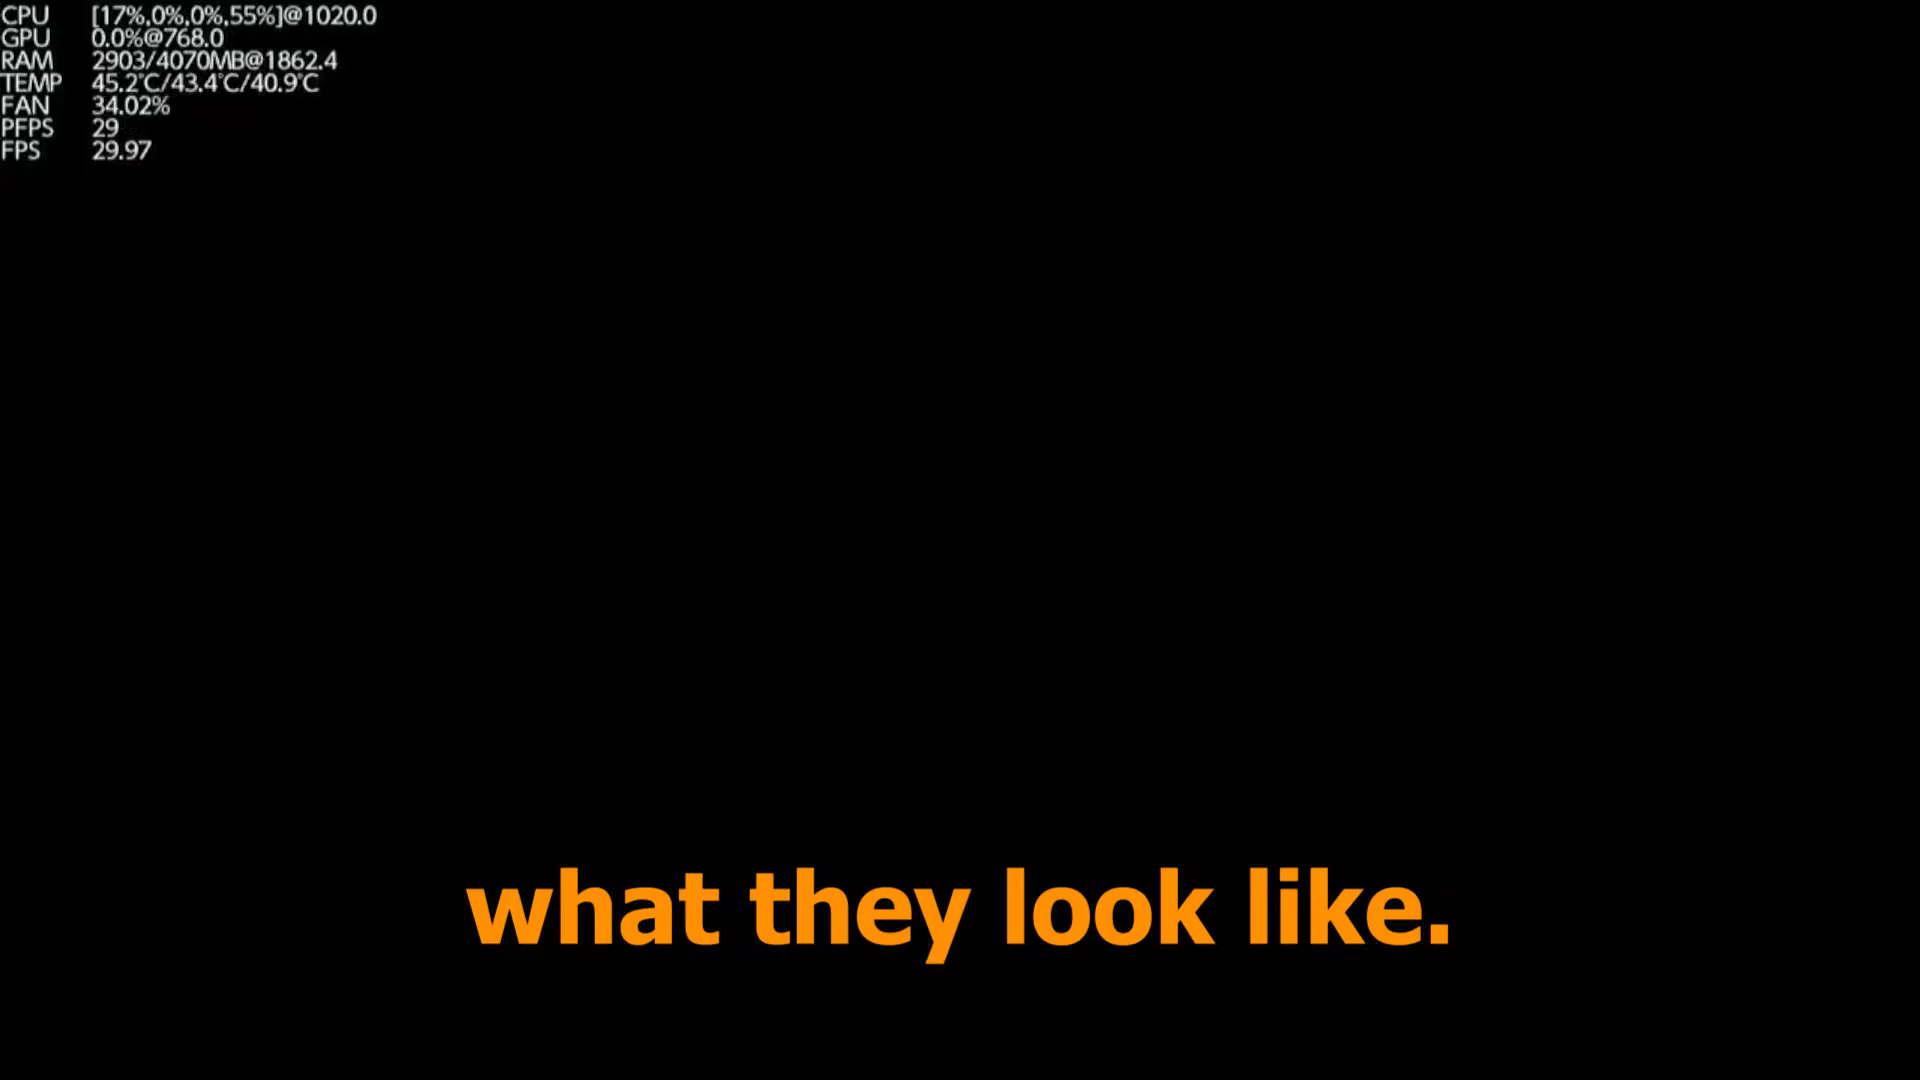 CPU [17%,0%,0%,55%]@1020.0
GPU 0.0%@768.0
RAM 2903/4070MB@1862.4
TEMP 45.2°C/43.4°C/40.9°C
FAN 34.02%
PFPS 29
FPS 29.97
what they look like.